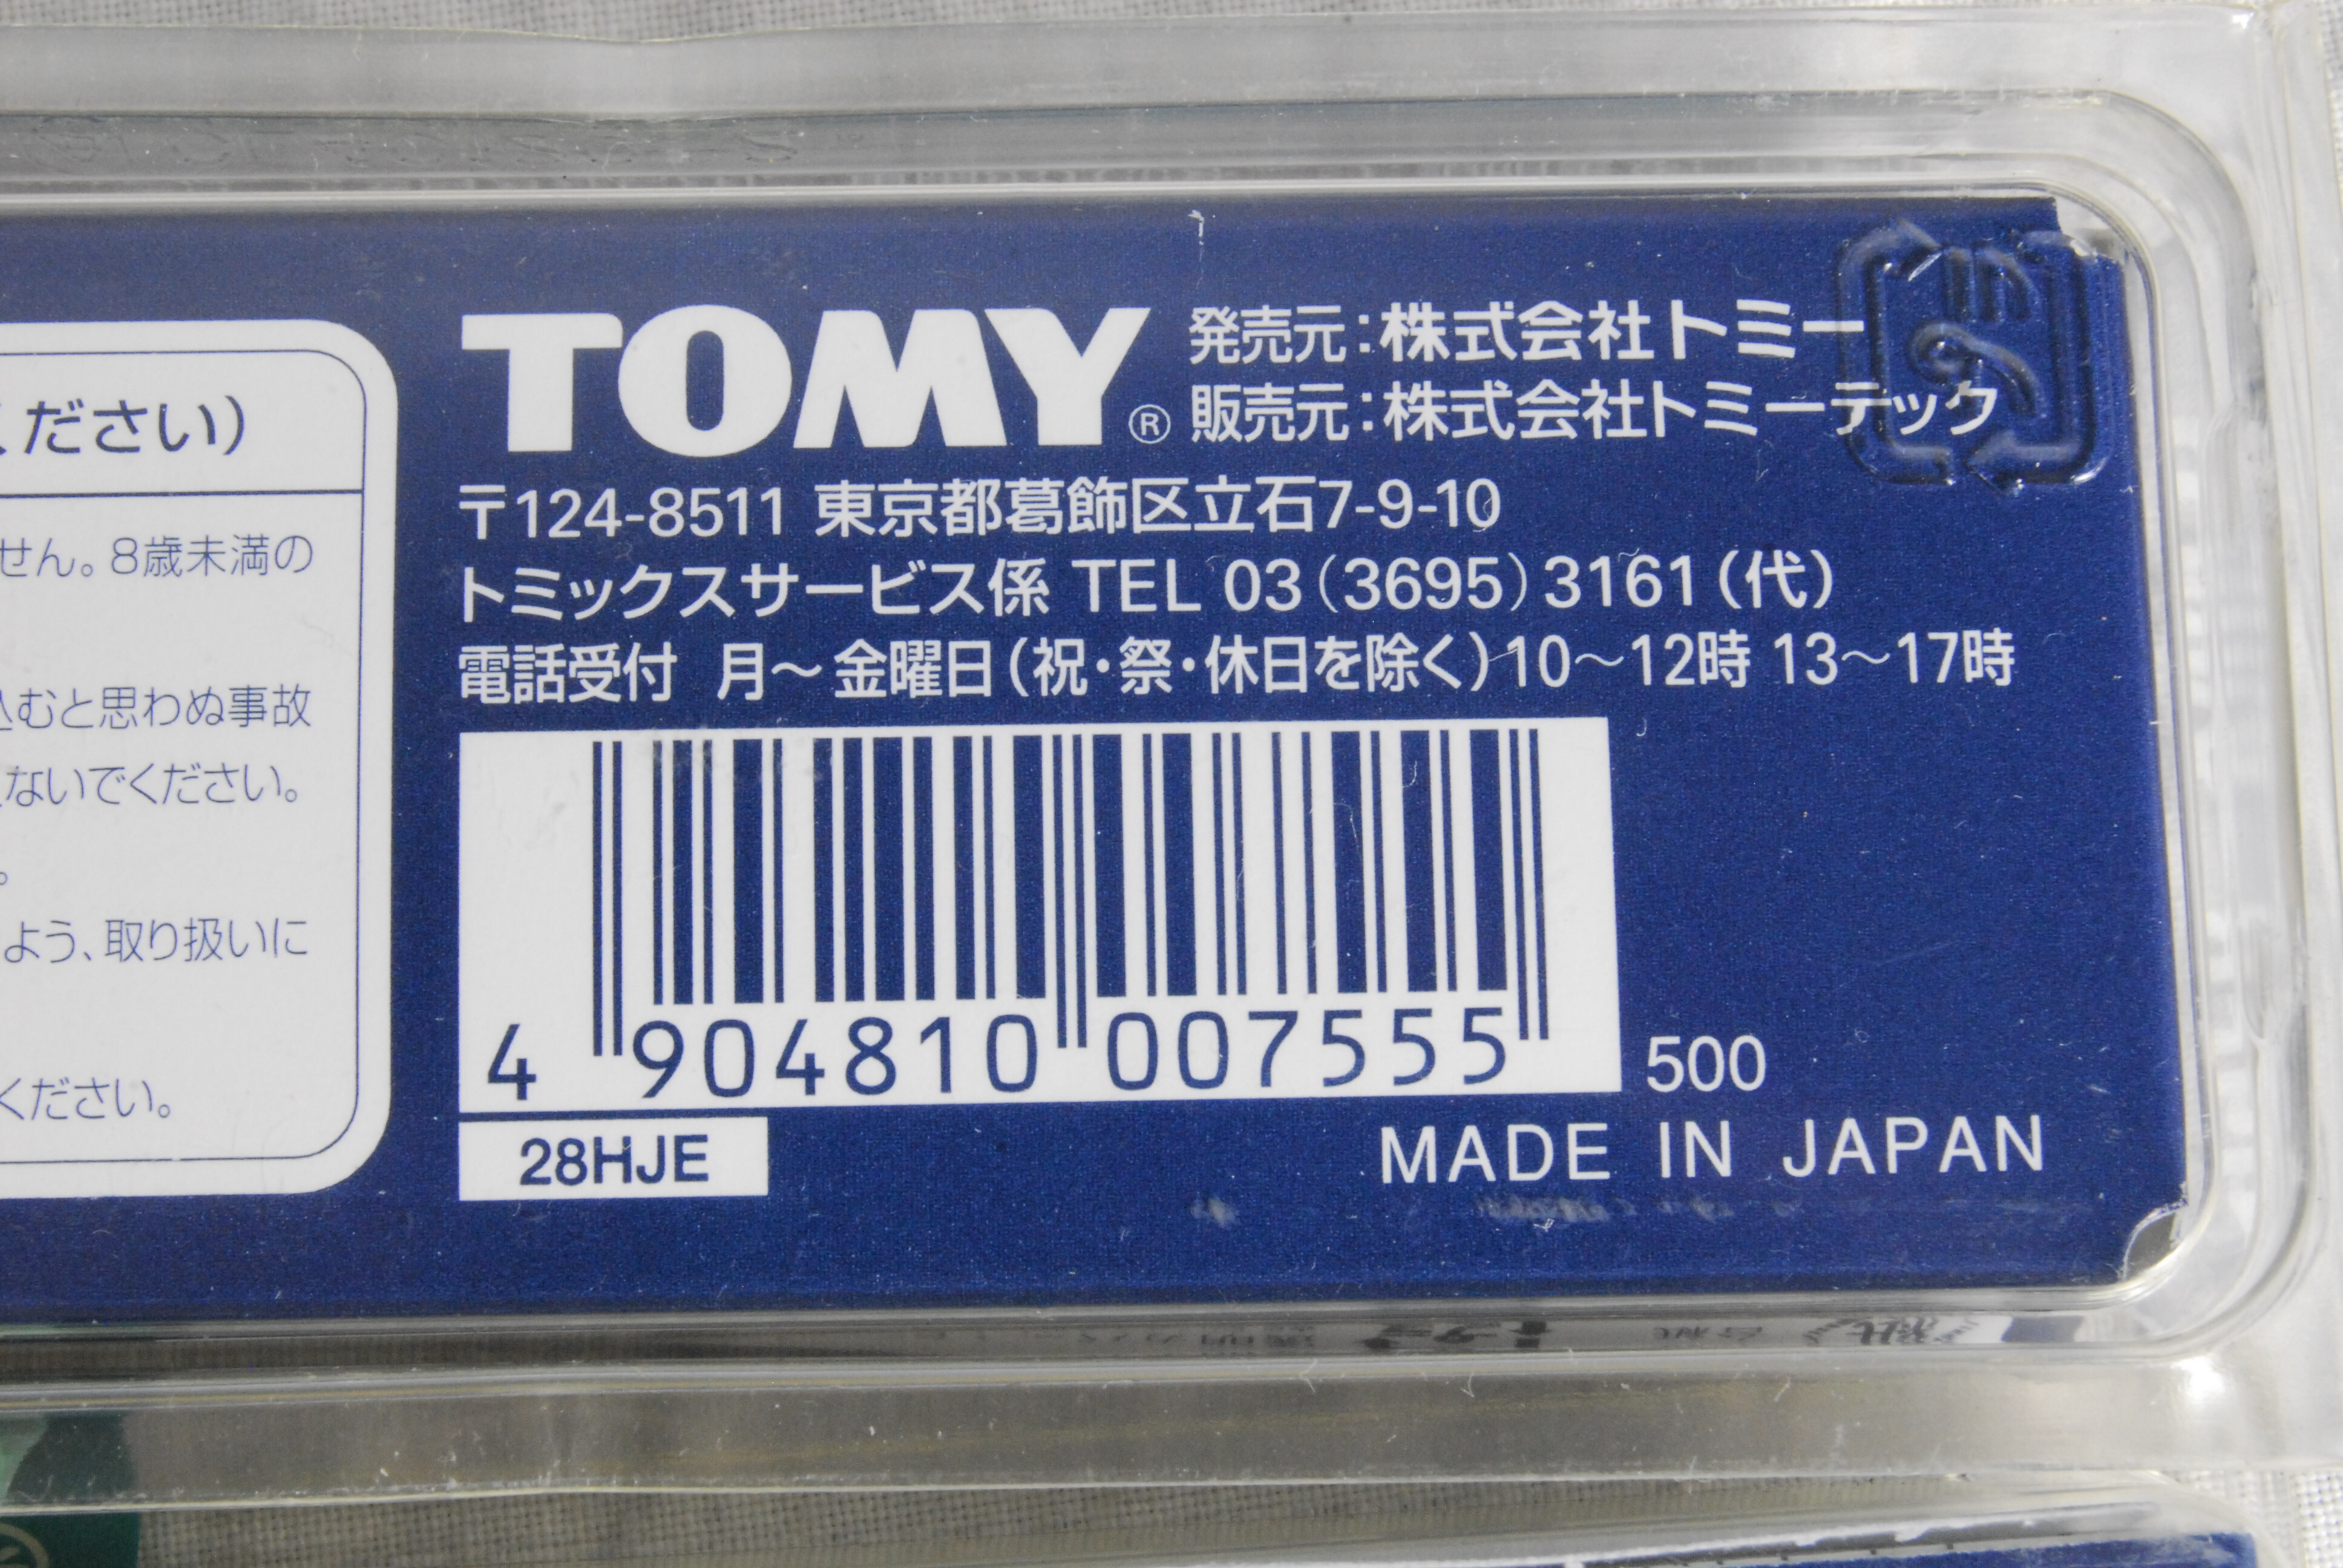 ください）
せん。8歳未満の
込むと思わぬ事故
ないでください。
。
よう、取り扱いに
ください。
TOMY®
発売元：株式会社トミー
販売元：株式会社トミーテック
〒124-8511 東京都葛飾区立石7-9-10
トミックスサービス係 TEL 03（3695）3161（代）
電話受付 月～金曜日（祝・祭・休日を除く）10～12時 13～17時
4 904810 007555
500
28HJE
MADE IN JAPAN